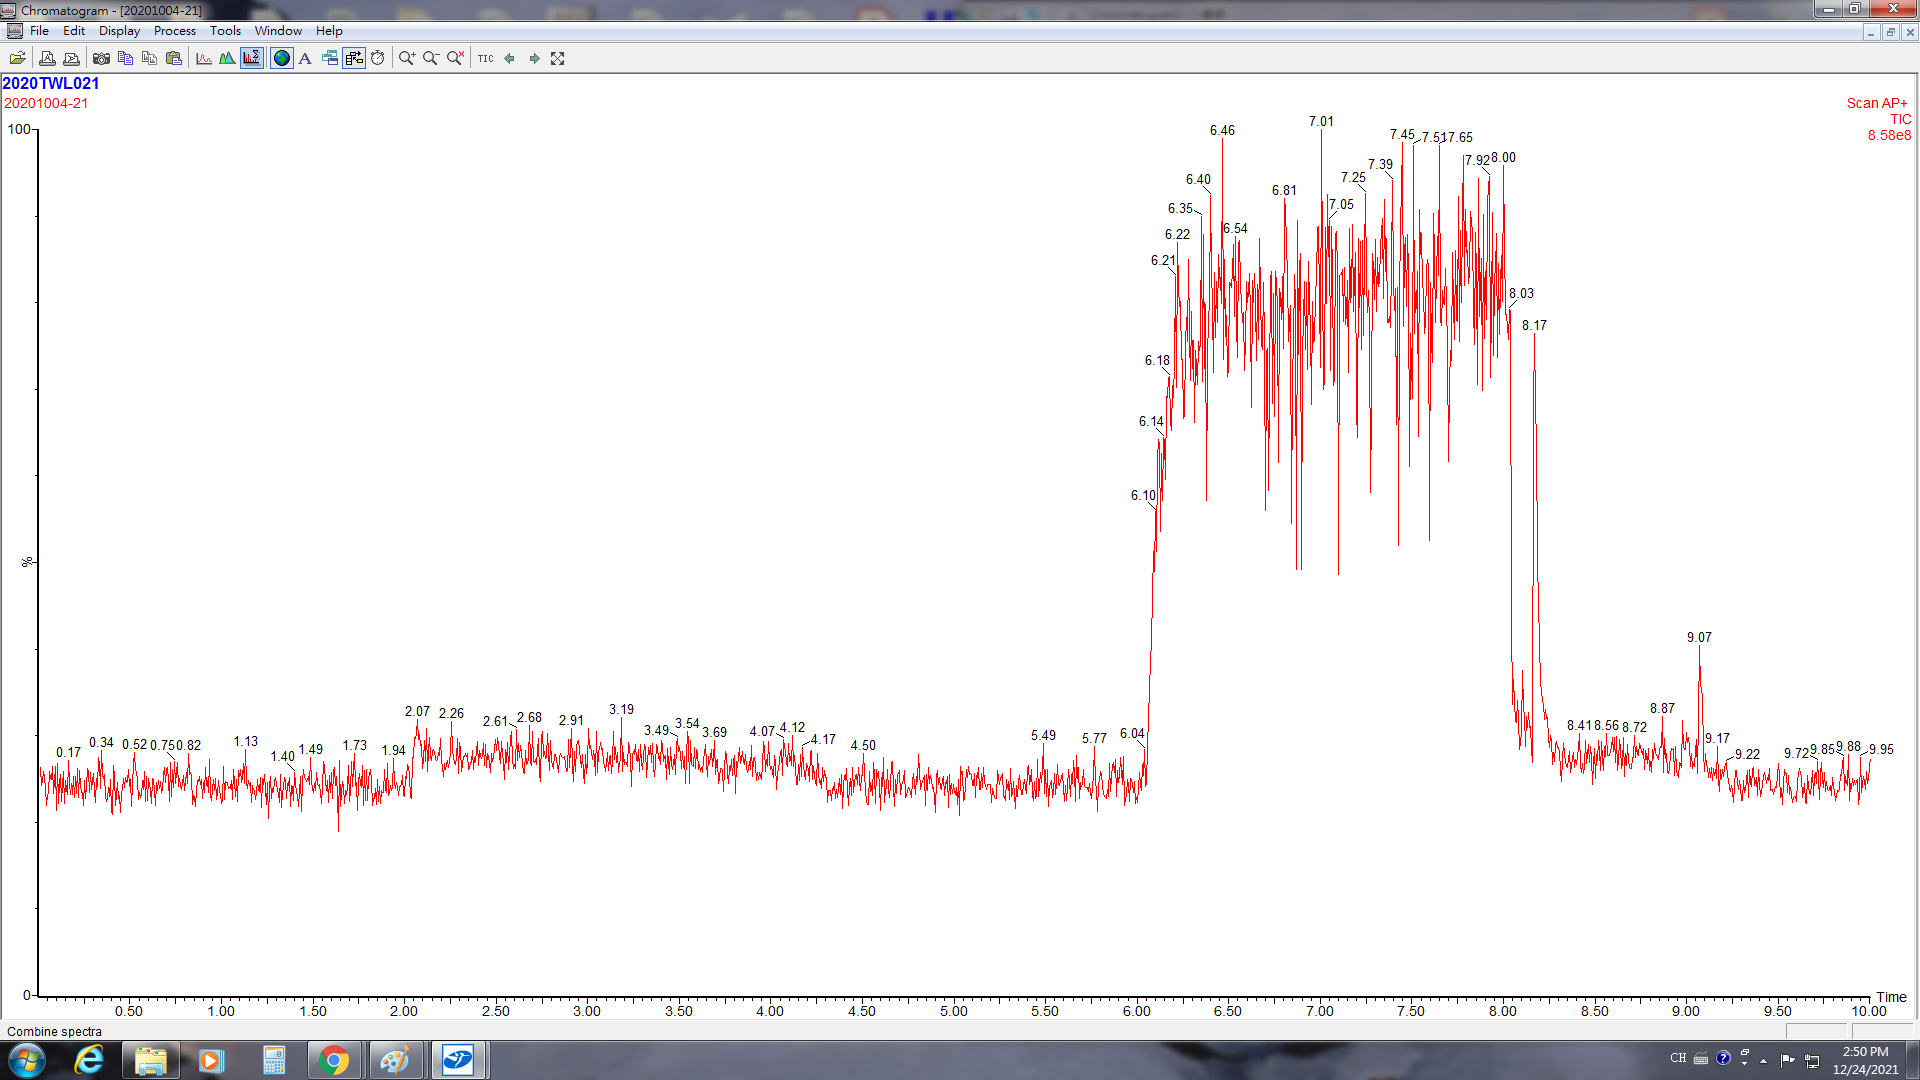 Chromatogram - [20201004-21]
File Edit Display Process Tools Window Help
TIC
2020TWL021
20201004-21
Scan AP+
TIC
8.58e8
100
%
0
7.01
6.46
7.45 7.51 7.65
7.92 8.00
7.39
6.40
7.25
6.81
6.35
7.05
6.22
6.54
6.21
8.03
8.17
6.18
6.14
6.10
9.07
3.19
2.07 2.26 2.61 2.68 2.91 3.49 3.54 3.69 4.07 4.12 4.17 4.50 5.49 5.77 6.04
8.41 8.56 8.72 8.87 9.17 9.22 9.72 9.85 9.88 9.95
0.17 0.34 0.52 0.75 0.82 1.13 1.40 1.49 1.73 1.94
Time
0.50 1.00 1.50 2.00 2.50 3.00 3.50 4.00 4.50 5.00 5.50 6.00 6.50 7.00 7.50 8.00 8.50 9.00 9.50 10.00
Combine spectra
CH
2:50 PM
12/24/2021